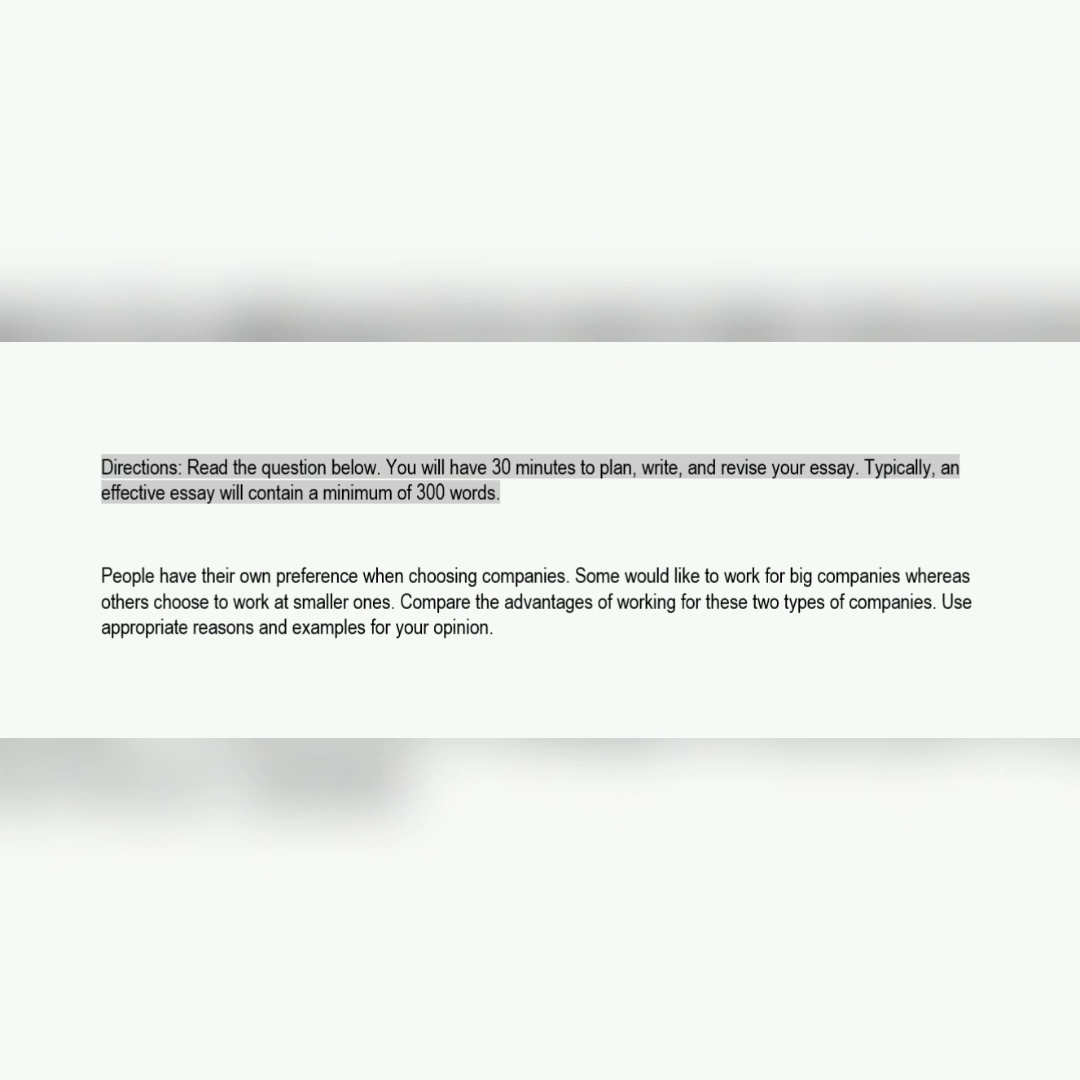 Directions: Read the question below. You will have 30 minutes to plan, write, and revise your essay. Typically, an
effective essay will contain a minimum of 300 words.
People have their own preference when choosing companies. Some would like to work for big companies whereas
others choose to work at smaller ones. Compare the advantages of working for these two types of companies. Use
appropriate reasons and examples for your opinion.